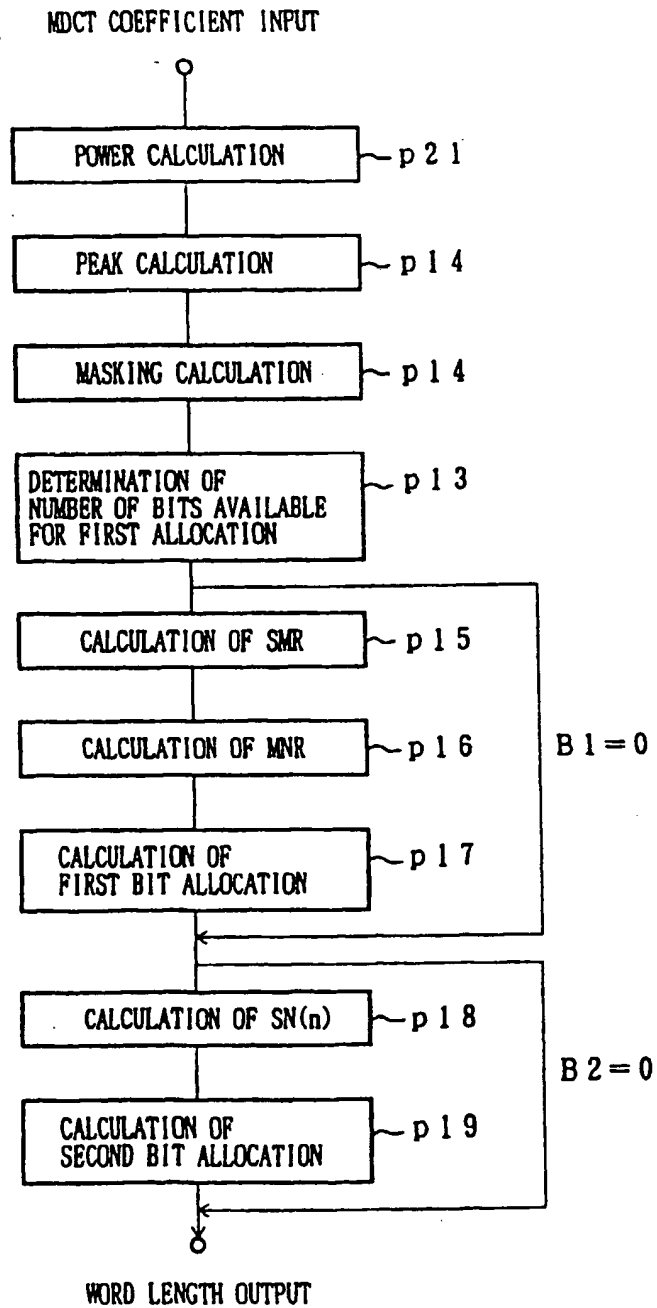 MDCT COEFFICIENT INPUT
POWER CALCULATION
p21
PEAK CALCULATION
p14
MASKING CALCULATION
p14
DETERMINATION OF
NUMBER OF BITS AVAILABLE
FOR FIRST ALLOCATION
p13
CALCULATION OF SMR
p15
CALCULATION OF MNR
p16
B1=0
CALCULATION OF
FIRST BIT ALLOCATION
p17
CALCULATION OF SN(n)
p18
B2=0
CALCULATION OF
SECOND BIT ALLOCATION
p19
WORD LENGTH OUTPUT